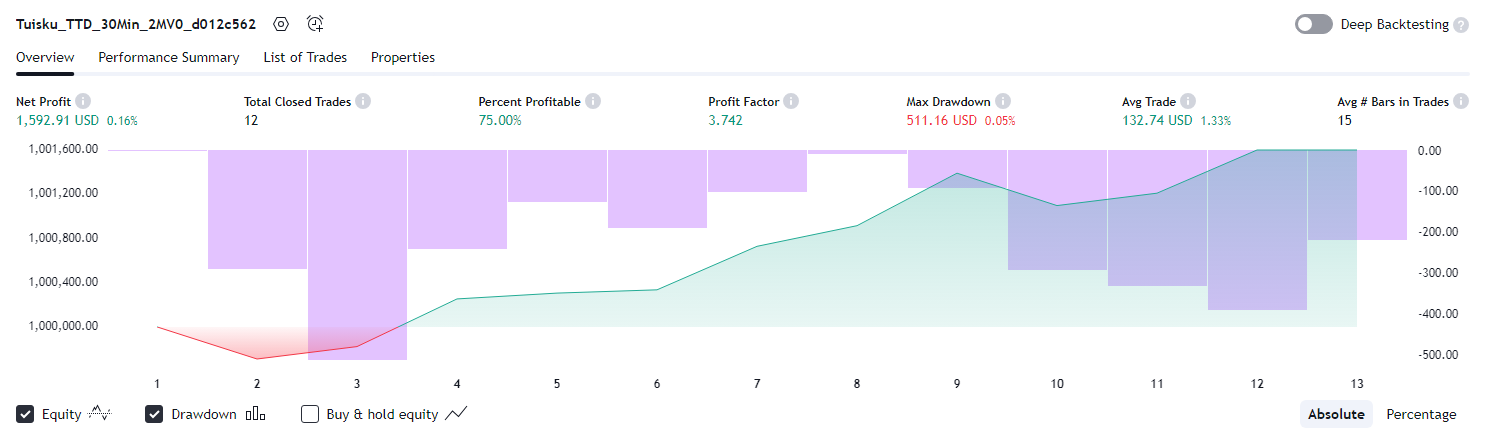 Tuisku_TTD_30Min_2MV0_d012c562
Deep Backtesting
Overview Performance Summary List of Trades Properties
Net Profit Total Closed Trades Percent Profitable Profit Factor Max Drawdown Avg Trade Avg # Bars in Trades
1,592.91 USD 0.16% 12 75.00% 3.742 511.16 USD 0.05% 132.74 USD 1.33% 15
1,001,600.00 0.00
1,001,200.00 -100.00
1,000,800.00 -200.00
1,000,400.00 -300.00
1,000,000.00 -400.00
-500.00
1 2 3 4 5 6 7 8 9 10 11 12 13
Equity Drawdown Buy & hold equity Absolute Percentage